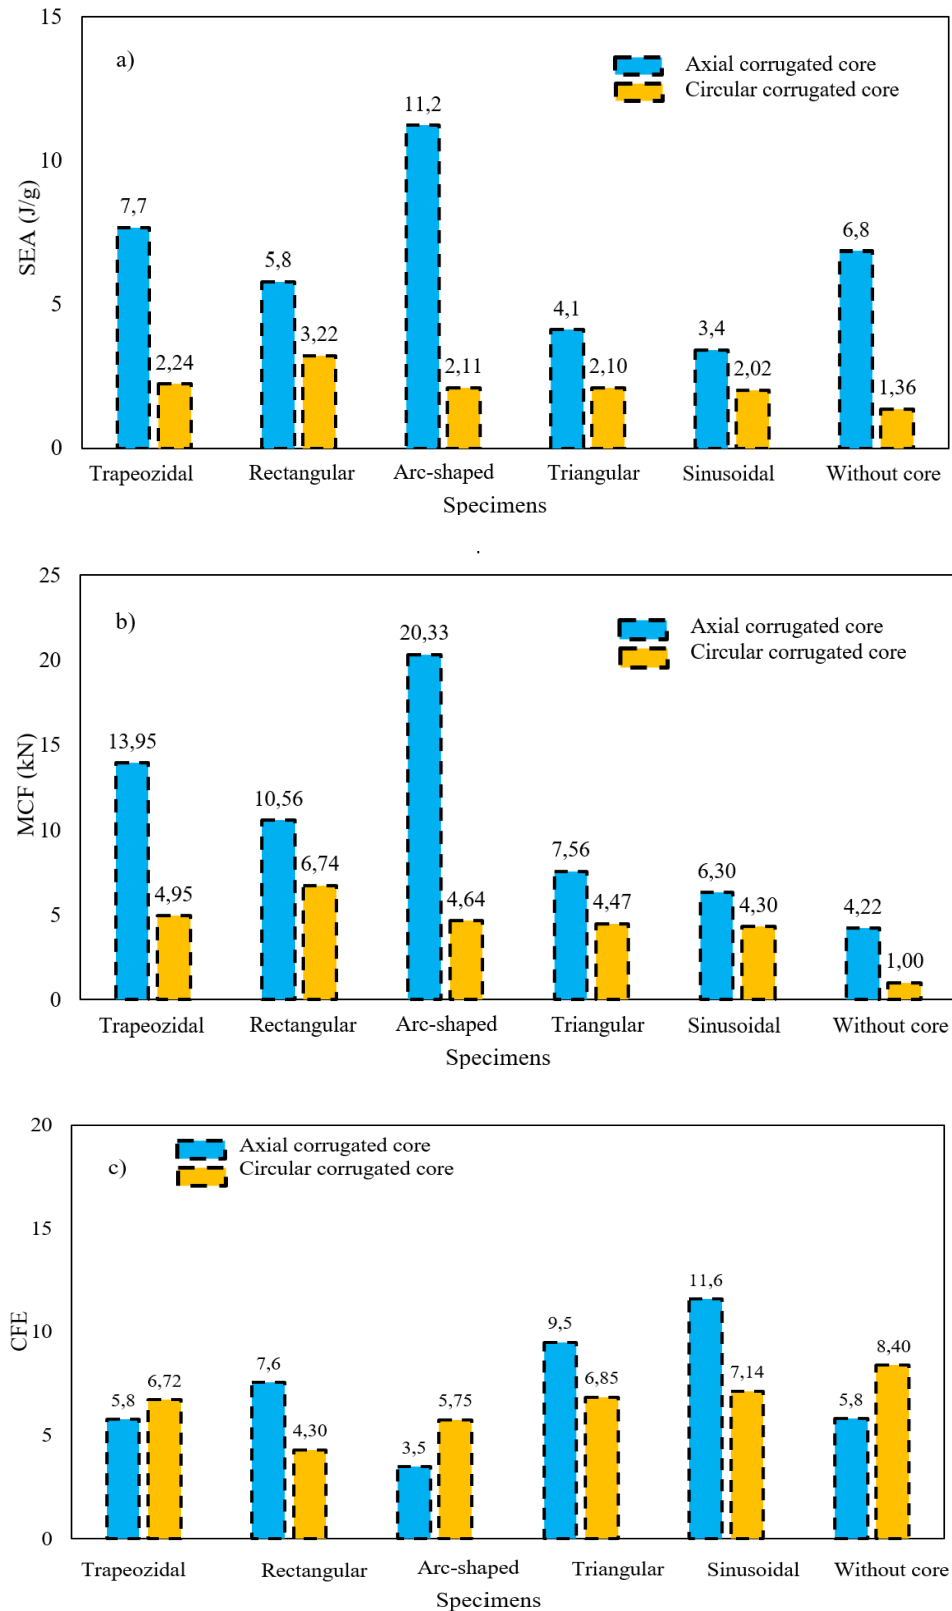 15
a)
Axial corrugated core
Circular corrugated core
11,2
10
7,7
6,8
5,8
5
4,1
3,4
3,22
2,24
2,11
2,10
2,02
1,36
0
SEA (J/g)
Trapeozidal Rectangular Arc-shaped Triangular Sinusoidal Without core
Specimens
.
25
b)
Axial corrugated core
Circular corrugated core
20,33
20
15
13,95
10,56
10
7,56
6,74
6,30
4,95
4,64
4,47
4,30
4,22
5
1,00
0
MCF (kN)
Trapeozidal Rectangular Arc-shaped Triangular Sinusoidal Without core
Specimens
20
Axial corrugated core
c)
Circular corrugated core
15
11,6
10
9,5
8,40
7,6
7,14
6,85
6,72
5,8
5,75
5,8
5
4,30
3,5
0
CFE
Trapeozidal Rectangular Arc-shaped Triangular Sinusoidal Without core
Specimens